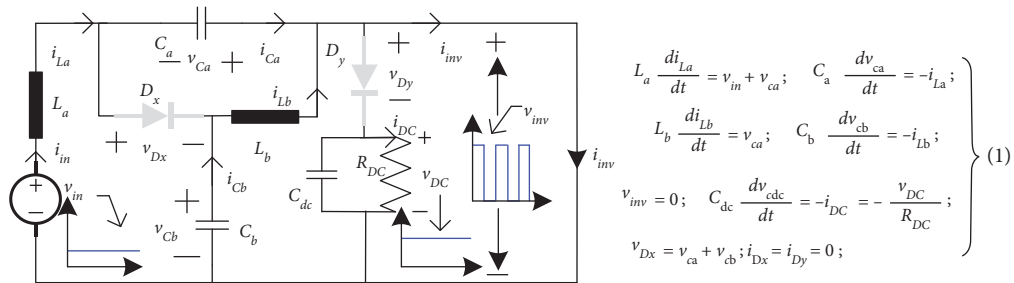 i_La
C_a
− v_Ca +
i_Ca
D_y
+
v_Dy
−
i_inv
+
L_a
D_x
i_Lb
L_b
+ v_Dx −
v_inv
i_DC +
R_DC
C_dc
v_DC
−
i_in
+
−
v_in
i_Cb
+
v_Cb
−
C_b
i_inv
−
L_a di_La/dt = v_in + v_ca; C_a dv_ca/dt = −i_La;
L_b di_Lb/dt = v_ca; C_b dv_cb/dt = −i_Lb;
v_inv = 0; C_dc dv_cdc/dt = −i_DC = − v_DC/R_DC;
v_Dx = v_ca + v_cb; i_Dx = i_Dy = 0;
(1)